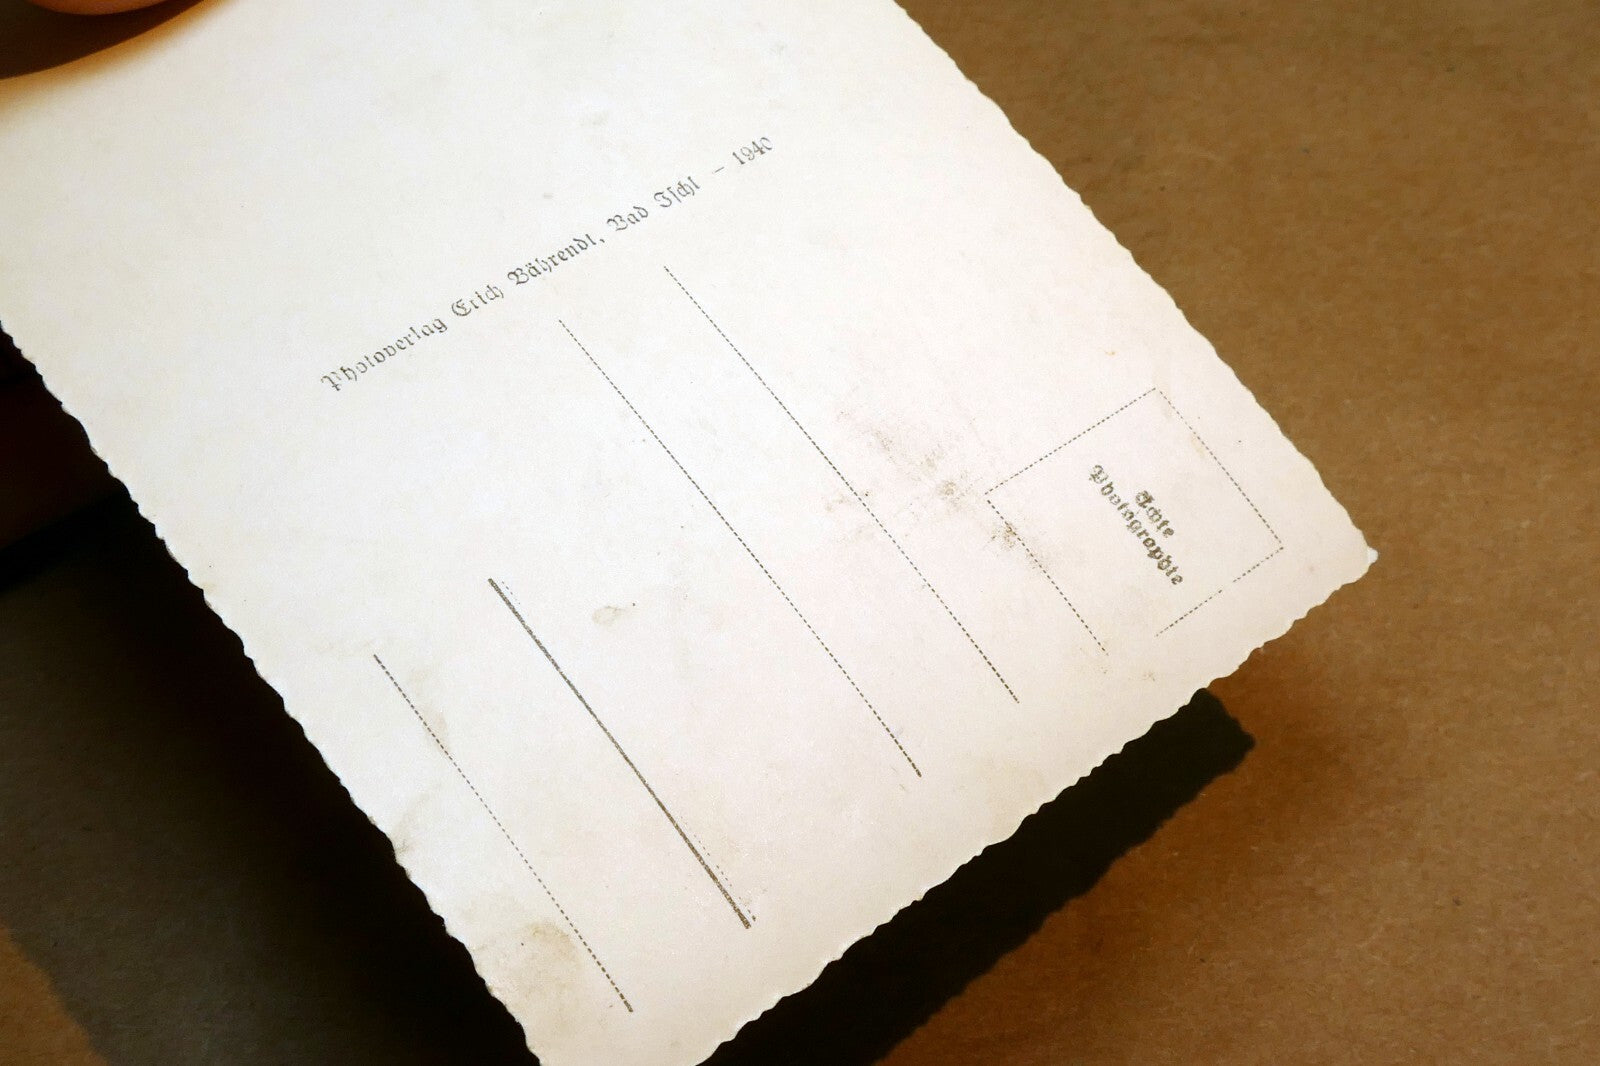 Photoverlag Erich Bährendt, Bad Ischl – 1940
Echte
Photographie